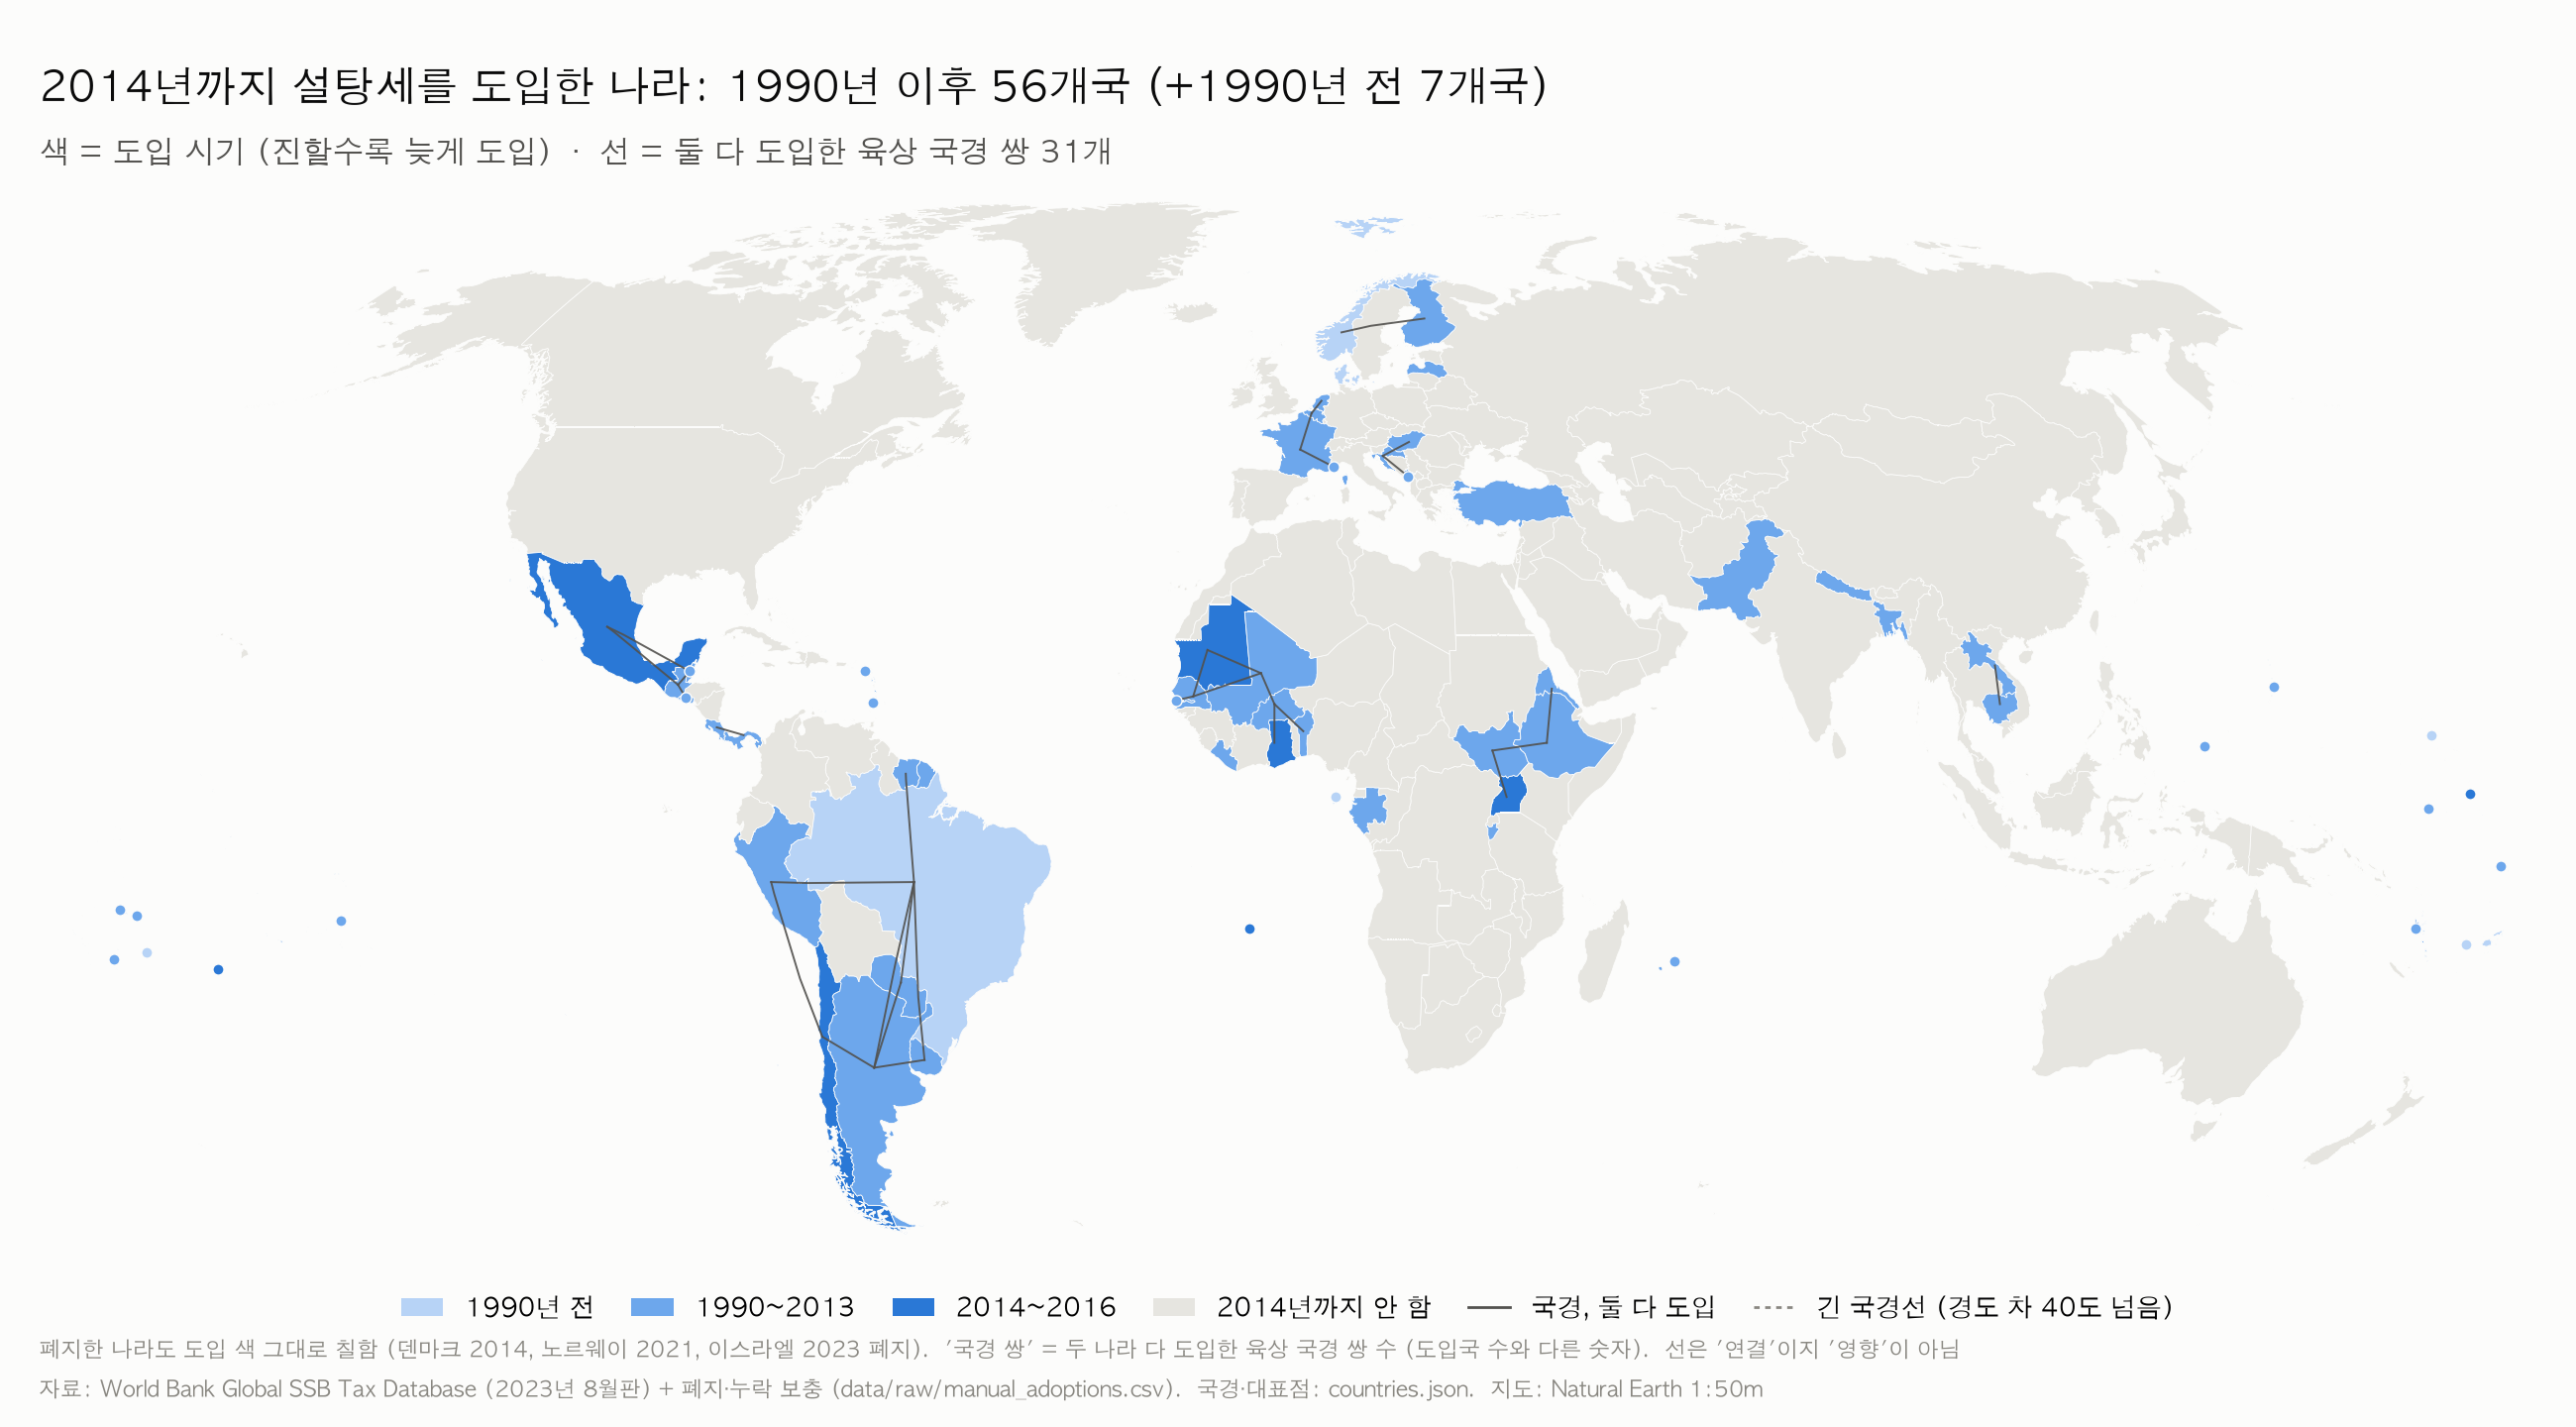 2014년까지 설탕세를 도입한 나라: 1990년 이후 56개국 (+1990년 전 7개국)
색 = 도입 시기 (진할수록 늦게 도입) · 선 = 둘 다 도입한 육상 국경 쌍 31개
1990년 전 1990~2013 2014~2016 2014년까지 안 함 국경, 둘 다 도입 긴 국경선 (경도 차 40도 넘음)
폐지한 나라도 도입 색 그대로 칠함 (덴마크 2014, 노르웨이 2021, 이스라엘 2023 폐지). '국경 쌍' = 두 나라 다 도입한 육상 국경 쌍 수 (도입국 수와 다른 숫자). 선은 '연결'이지 '영향'이 아님
자료: World Bank Global SSB Tax Database (2023년 8월판) + 폐지·누락 보충 (data/raw/manual_adoptions.csv). 국경·대표점: countries.json. 지도: Natural Earth 1:50m